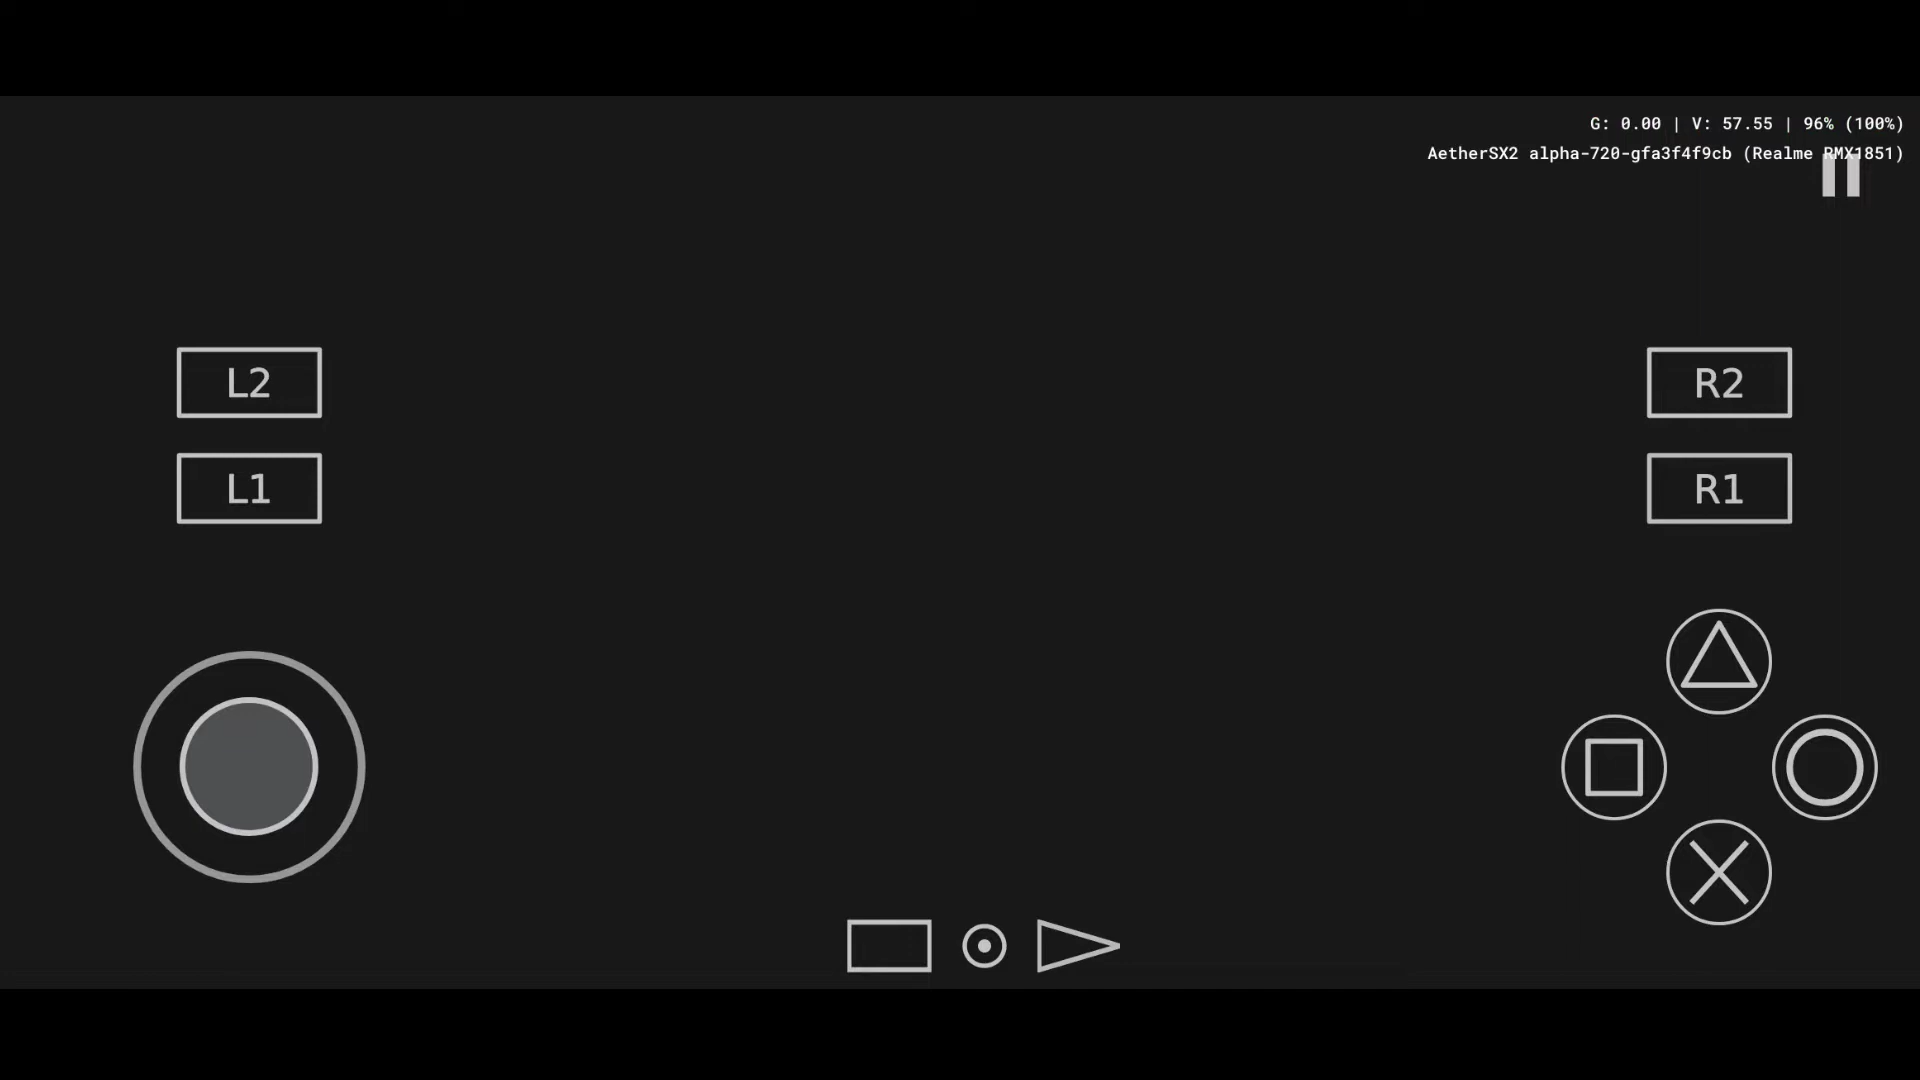 G: 0.00 | V: 57.55 | 96% (100%)
AetherSX2 alpha-720-gfa3f4f9cb (Realme RMX1851)
L2
R2
L1
R1